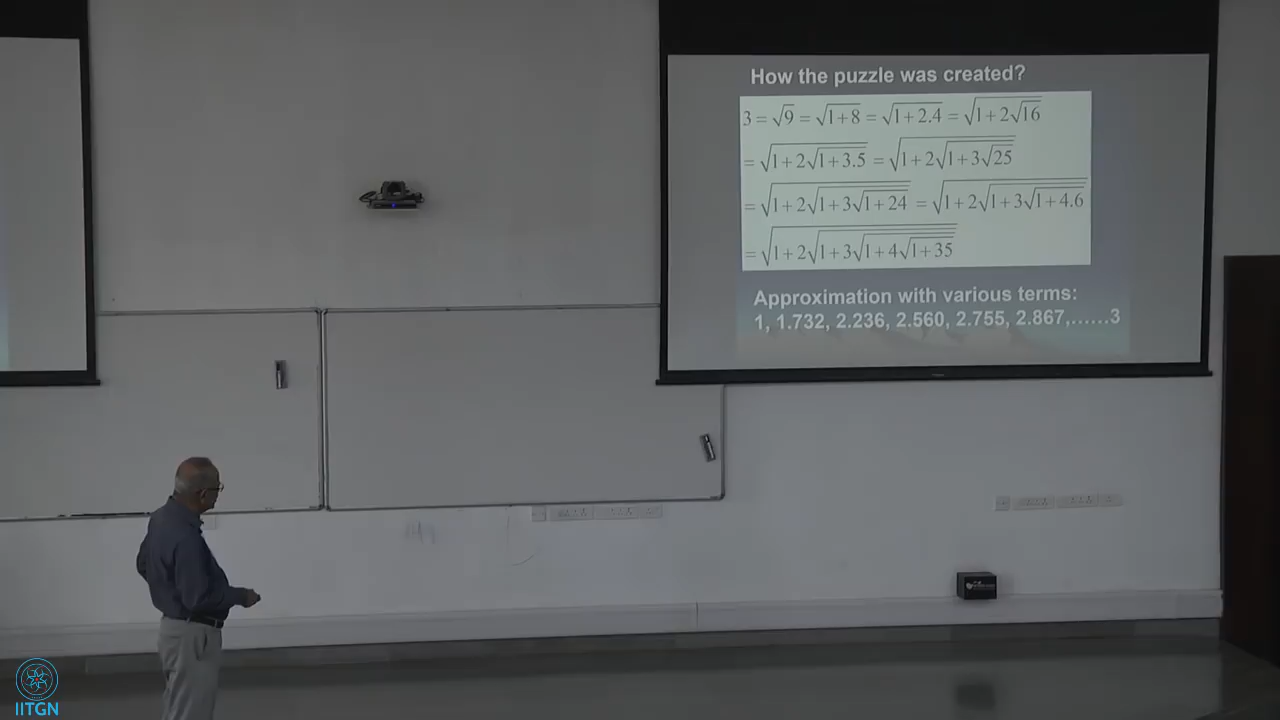 How the puzzle was created?
3 = √9 = √(1+8) = √(1+2.4) = √(1+2√16)
= √(1+2√(1+3.5)) = √(1+2√(1+3√25))
= √(1+2√(1+3√(1+24))) = √(1+2√(1+3√(1+4.6)))
= √(1+2√(1+3√(1+4√(1+35))))
Approximation with various terms:
1, 1.732, 2.236, 2.560, 2.755, 2.867,......3
IITGN